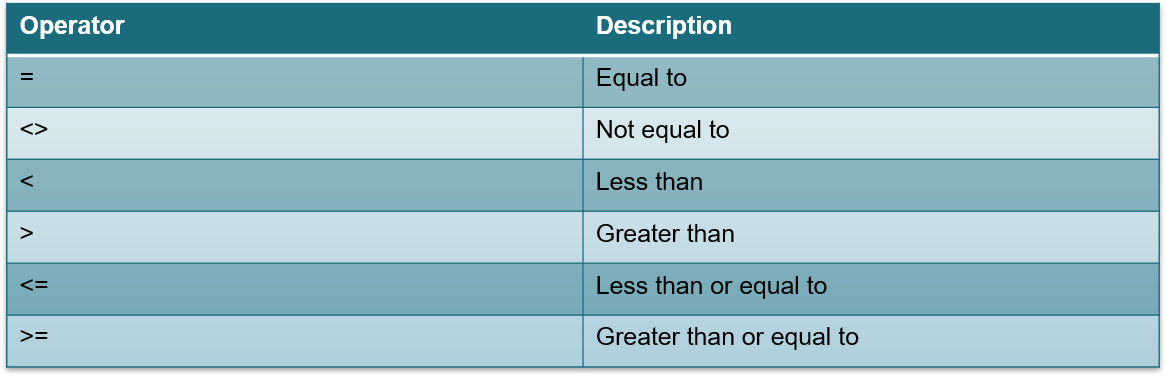 Operator Description
= Equal to
<> Not equal to
< Less than
> Greater than
<= Less than or equal to
>= Greater than or equal to